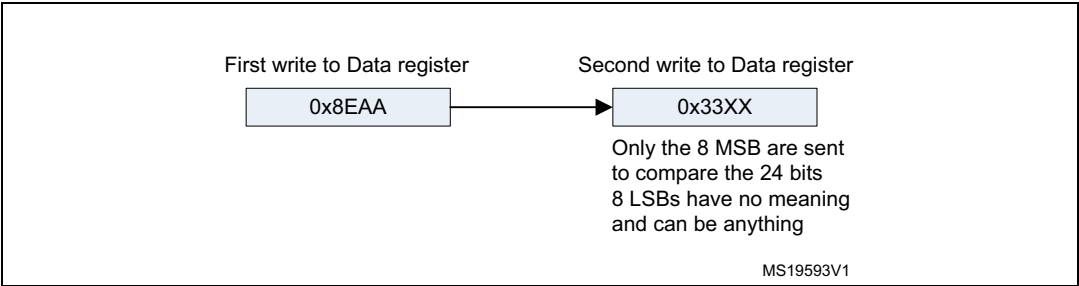 First write to Data register
Second write to Data register
0x8EAA
0x33XX
Only the 8 MSB are sent
to compare the 24 bits
8 LSBs have no meaning
and can be anything
MS19593V1